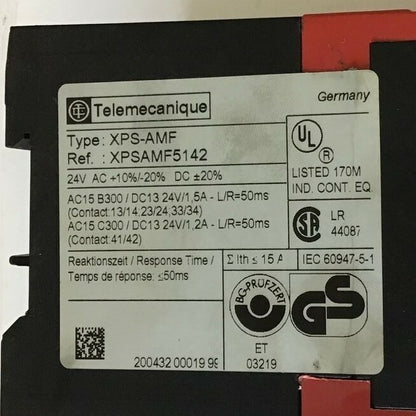 TE Telemecanique
Germany
Type: XPS-AMF
Ref. : XPSAMF5142
24V AC +10%/-20% DC ±20%
AC15 B300 / DC13 24V/1,5A - L/R=50ms
(Contact:13/14,23/24,33/34)
AC15 C300 / DC13 24V/1,2A - L/R=50ms
(Contact:41/42)
Reaktionszeit / Response Time /
Temps de réponse: ≤50ms
UL
®
LISTED 170M
IND. CONT. EQ.
SA
LR
44087
Σ Ith ≤ 15 A
IEC 60947-5-1
BG-PRÜFZERT
GS
ET
03219
200432 00019 99